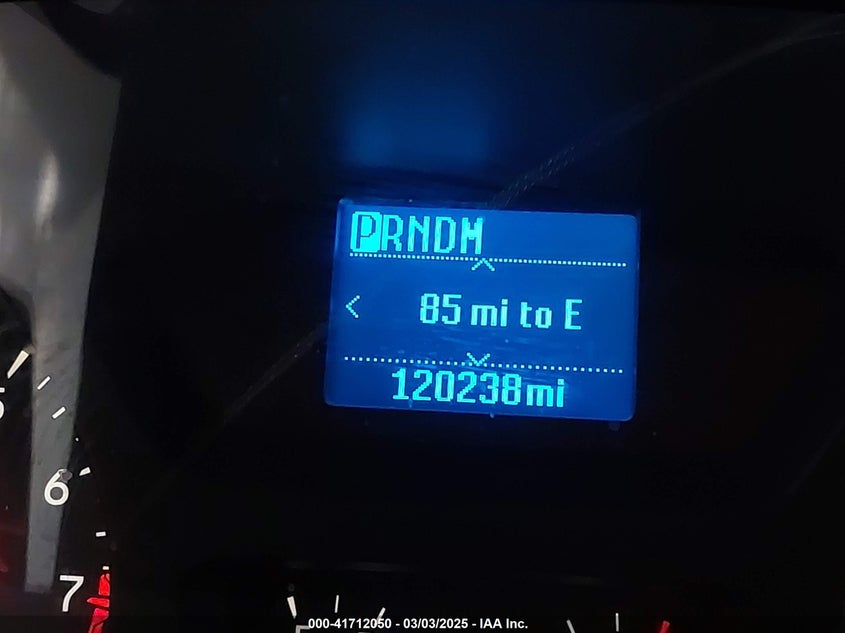 PRNDM
85 mi to E
120238mi
6
7
000-41712050 - 03/03/2025 - IAA Inc.